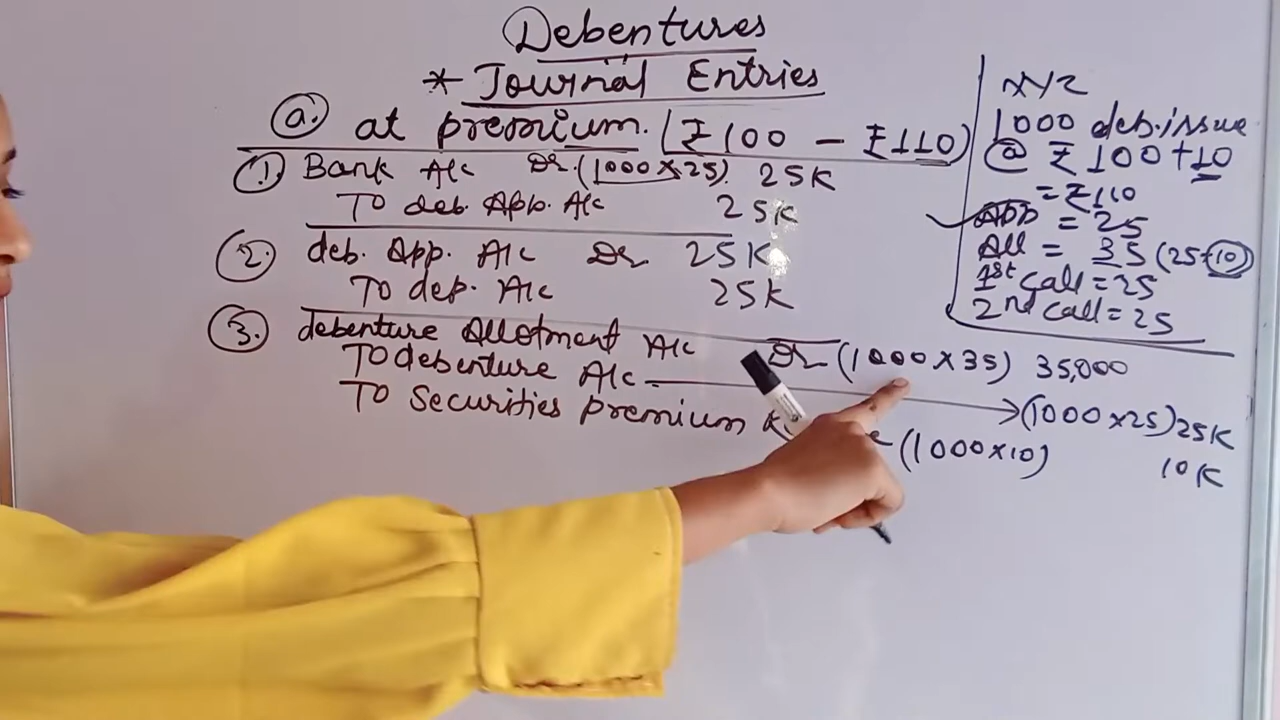 Debentures
* Journal Entries
a. at premium. (₹100 - ₹110)
1. Bank A/c Dr. (1000×25) 25K
To deb. App. A/c 25K
2. deb. App. A/c Dr 25K
To deb. A/c 25K
3. debenture Allotment A/c Dr (1000×35) 35,000
To debenture A/c (1000×25) 25K
To Securities premium (1000×10) 10K
XYZ
1000 deb. issue
@ ₹100+10
= ₹110
App = 25
All = 35 (25+10)
1st call = 25
2nd call = 25